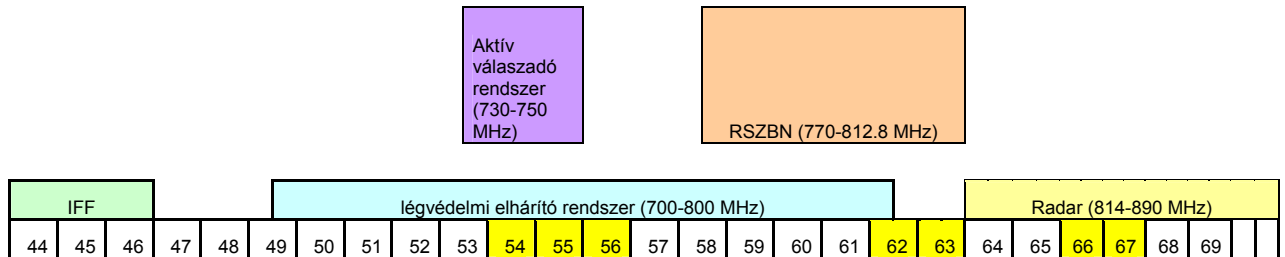 Aktív
válaszadó
rendszer
(730-750
MHz)
RSZBN (770-812.8 MHz)
IFF
légvédelmi elhárító rendszer (700-800 MHz)
Radar (814-890 MHz)
44 45 46 47 48 49 50 51 52 53 54 55 56 57 58 59 60 61 62 63 64 65 66 67 68 69